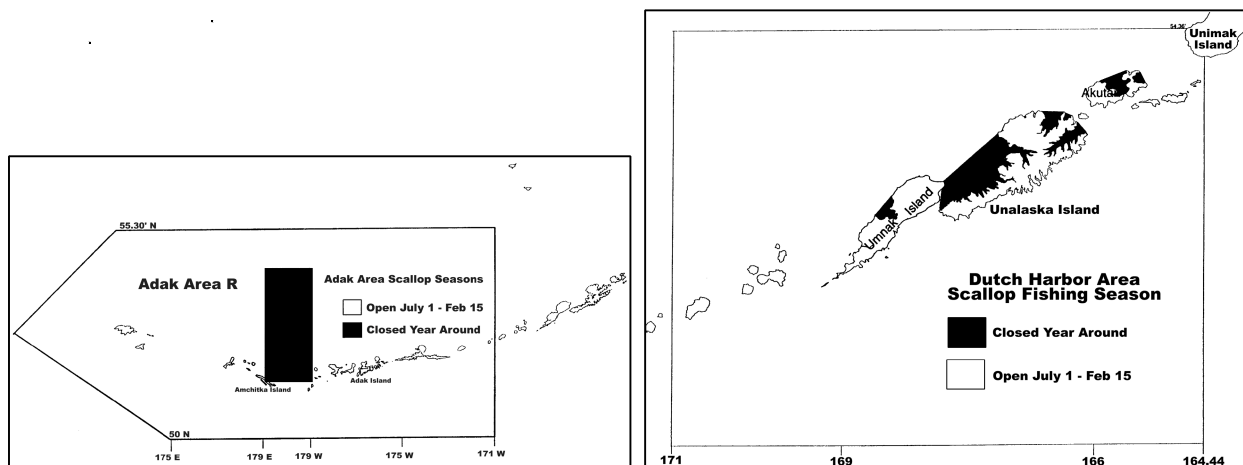 55.30' N
Adak Area R
Adak Area Scallop Seasons
Open July 1 - Feb 15
Closed Year Around
Amchitka Island
Adak Island
50 N
175 E
179 E
179 W
175 W
171 W
54.36'
Unimak
Island
Akutan
Umnak Island
Unalaska Island
Dutch Harbor Area
Scallop Fishing Season
Closed Year Around
Open July 1 - Feb 15
171
169
166
164.44